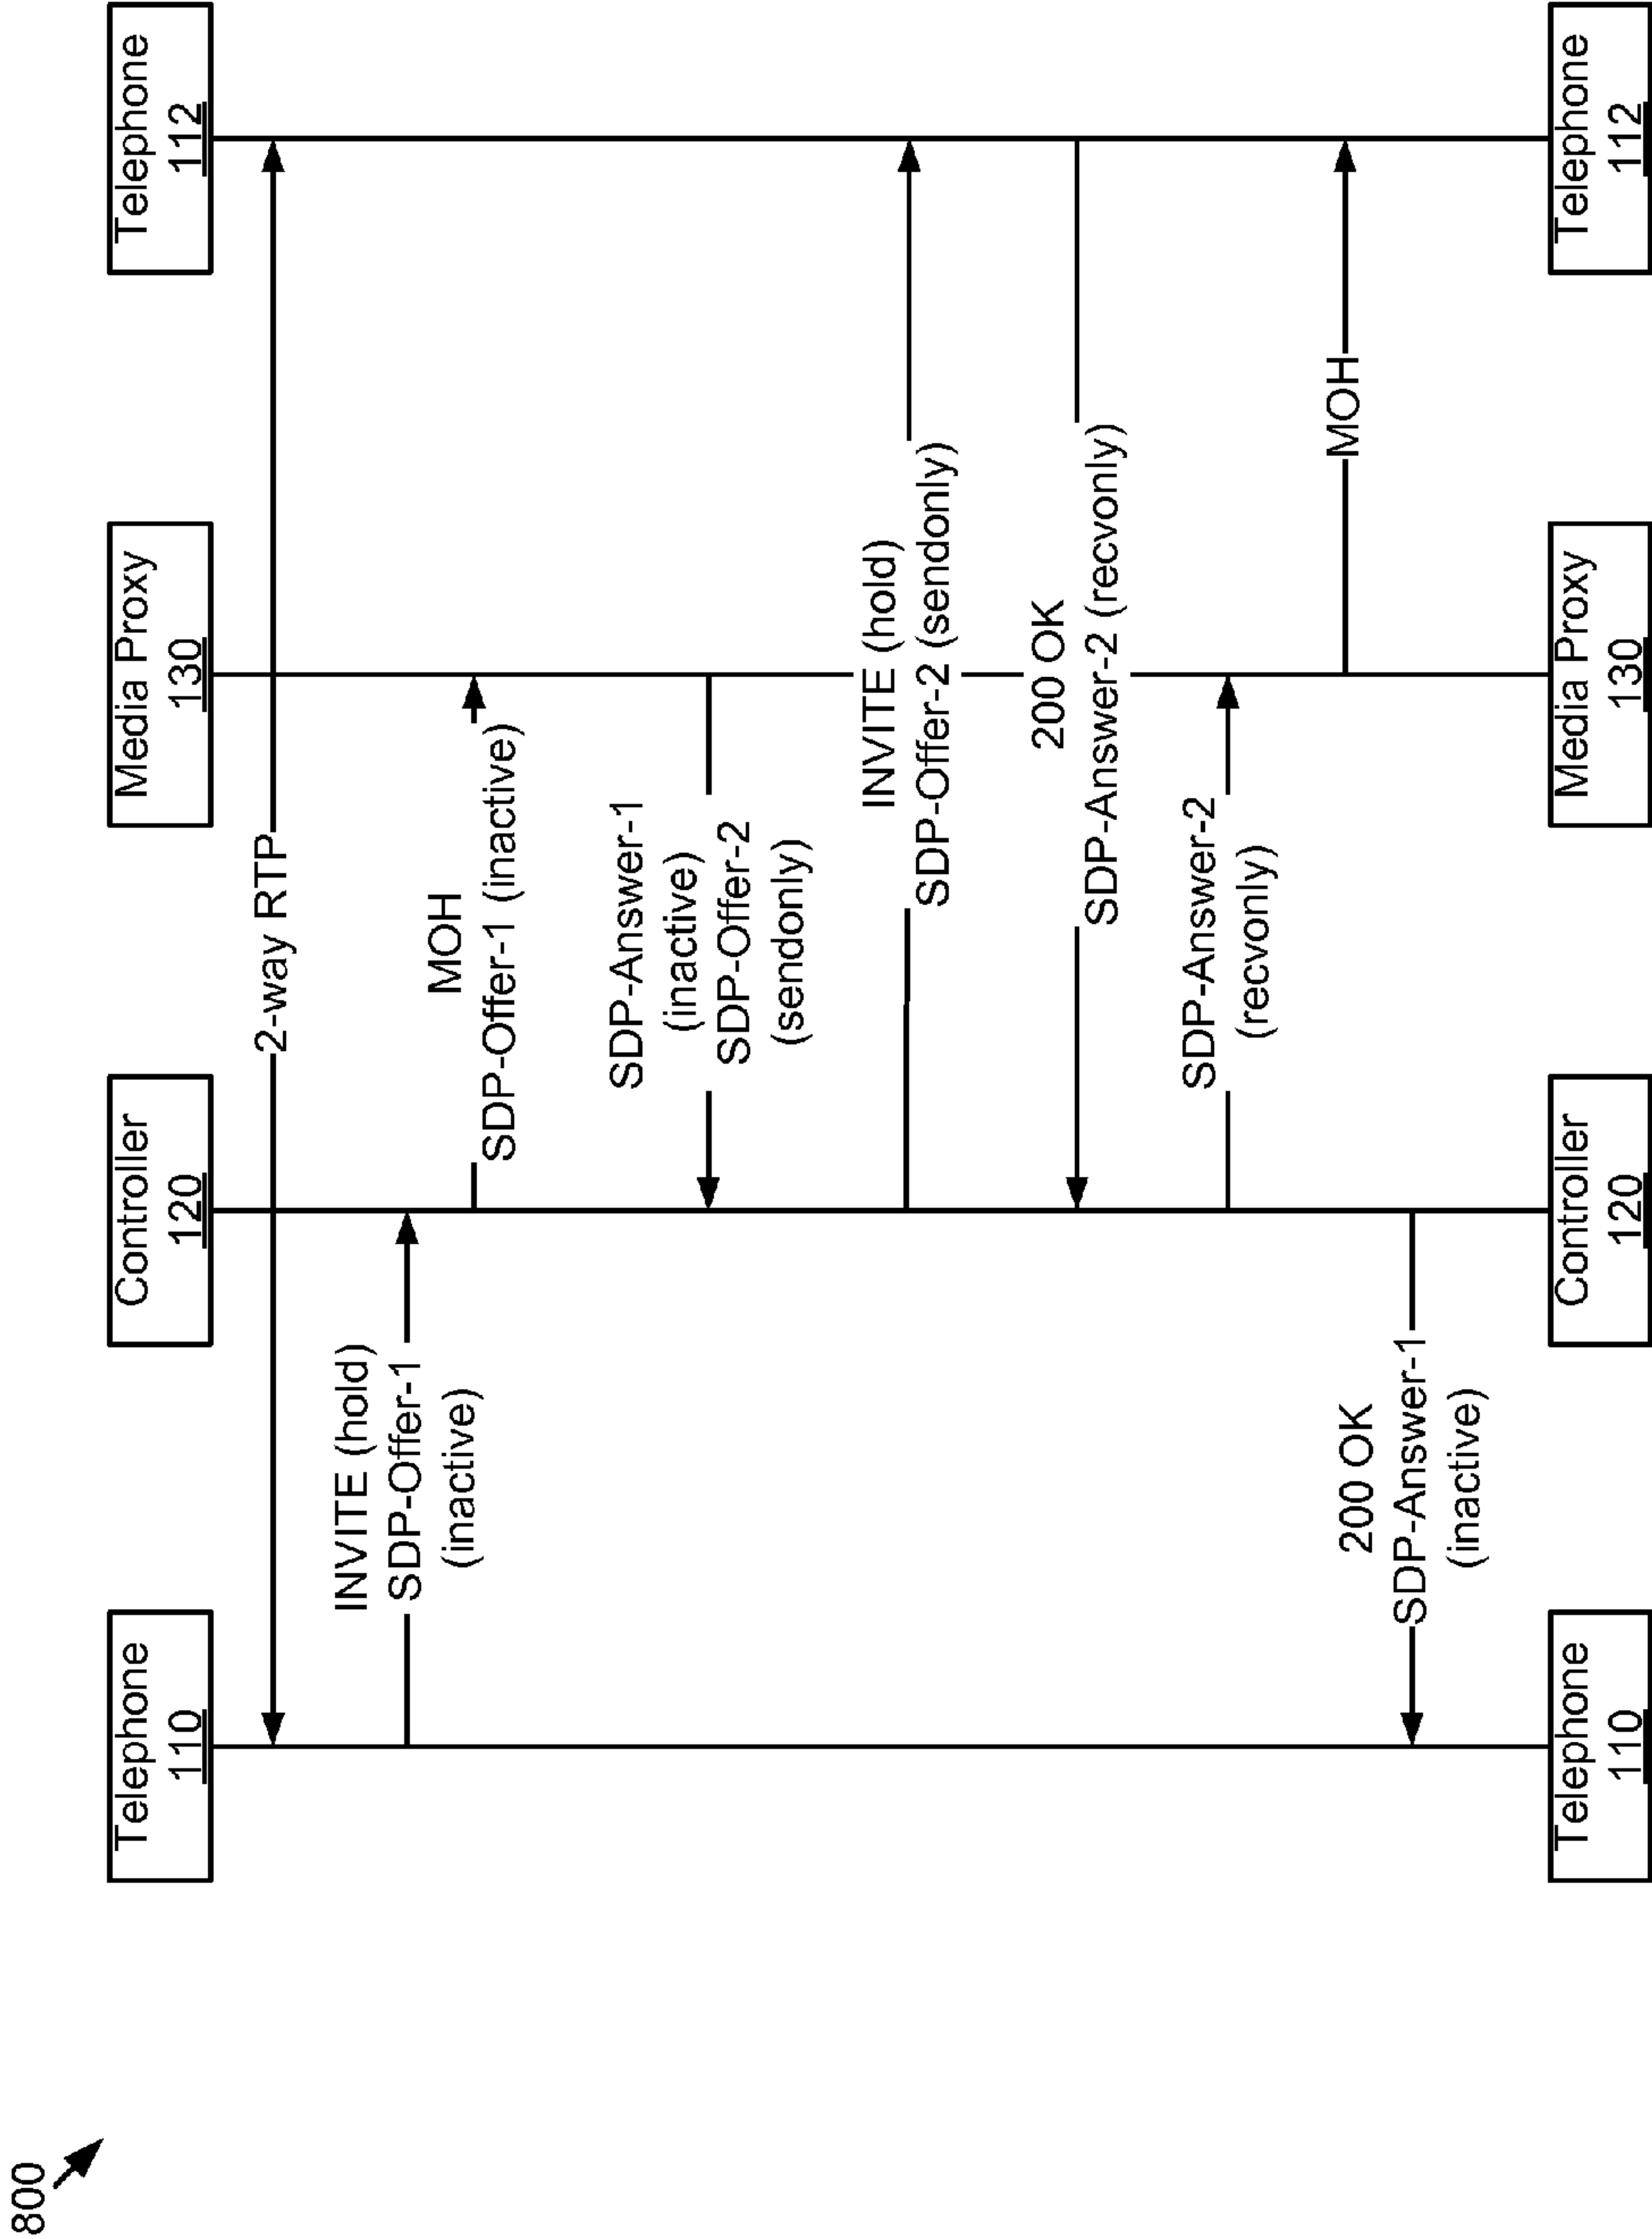 800
Telephone
110
Controller
120
Media Proxy
130
Telephone
112
2-way RTP
INVITE (hold)
SDP-Offer-1
(inactive)
MOH
SDP-Offer-1 (inactive)
SDP-Answer-1
(inactive)
SDP-Offer-2
(sendonly)
INVITE (hold)
SDP-Offer-2 (sendonly)
200 OK
SDP-Answer-2 (recvonly)
SDP-Answer-2
(recvonly)
MOH
200 OK
SDP-Answer-1
(inactive)
Telephone
110
Controller
120
Media Proxy
130
Telephone
112